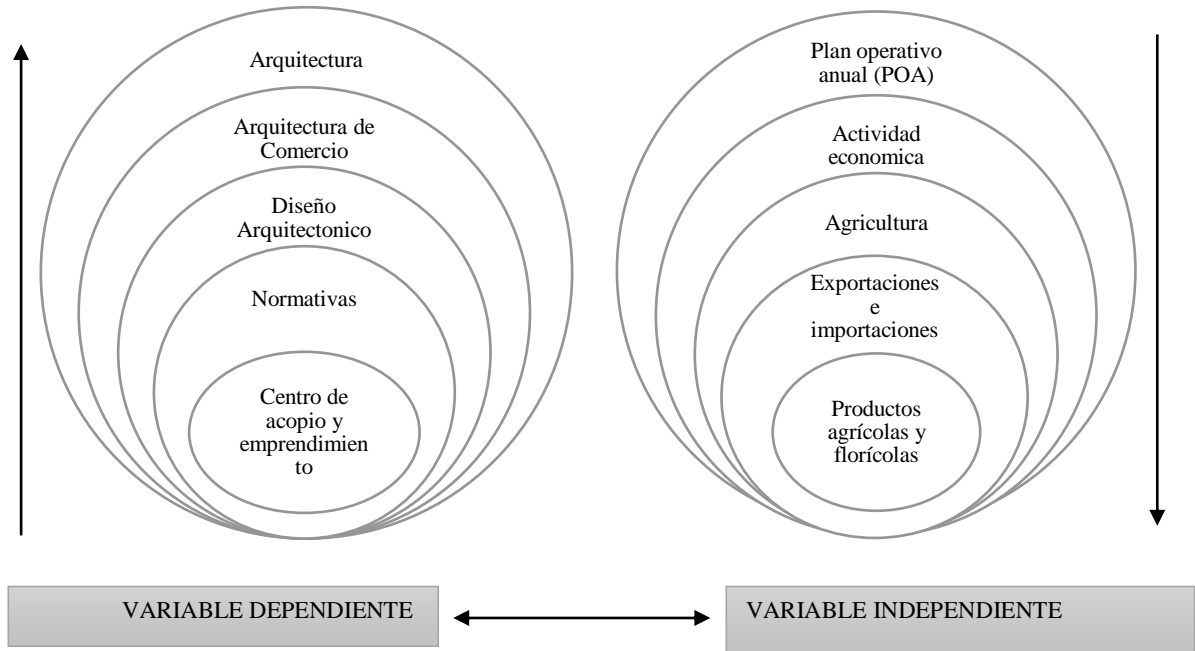 Arquitectura
Arquitectura de
Comercio
Diseño
Arquitectonico
Normativas
Centro de
acopio y
emprendimien
to
Plan operativo
anual (POA)
Actividad
economica
Agricultura
Exportaciones
e
importaciones
Productos
agrícolas y
florícolas
VARIABLE DEPENDIENTE
VARIABLE INDEPENDIENTE